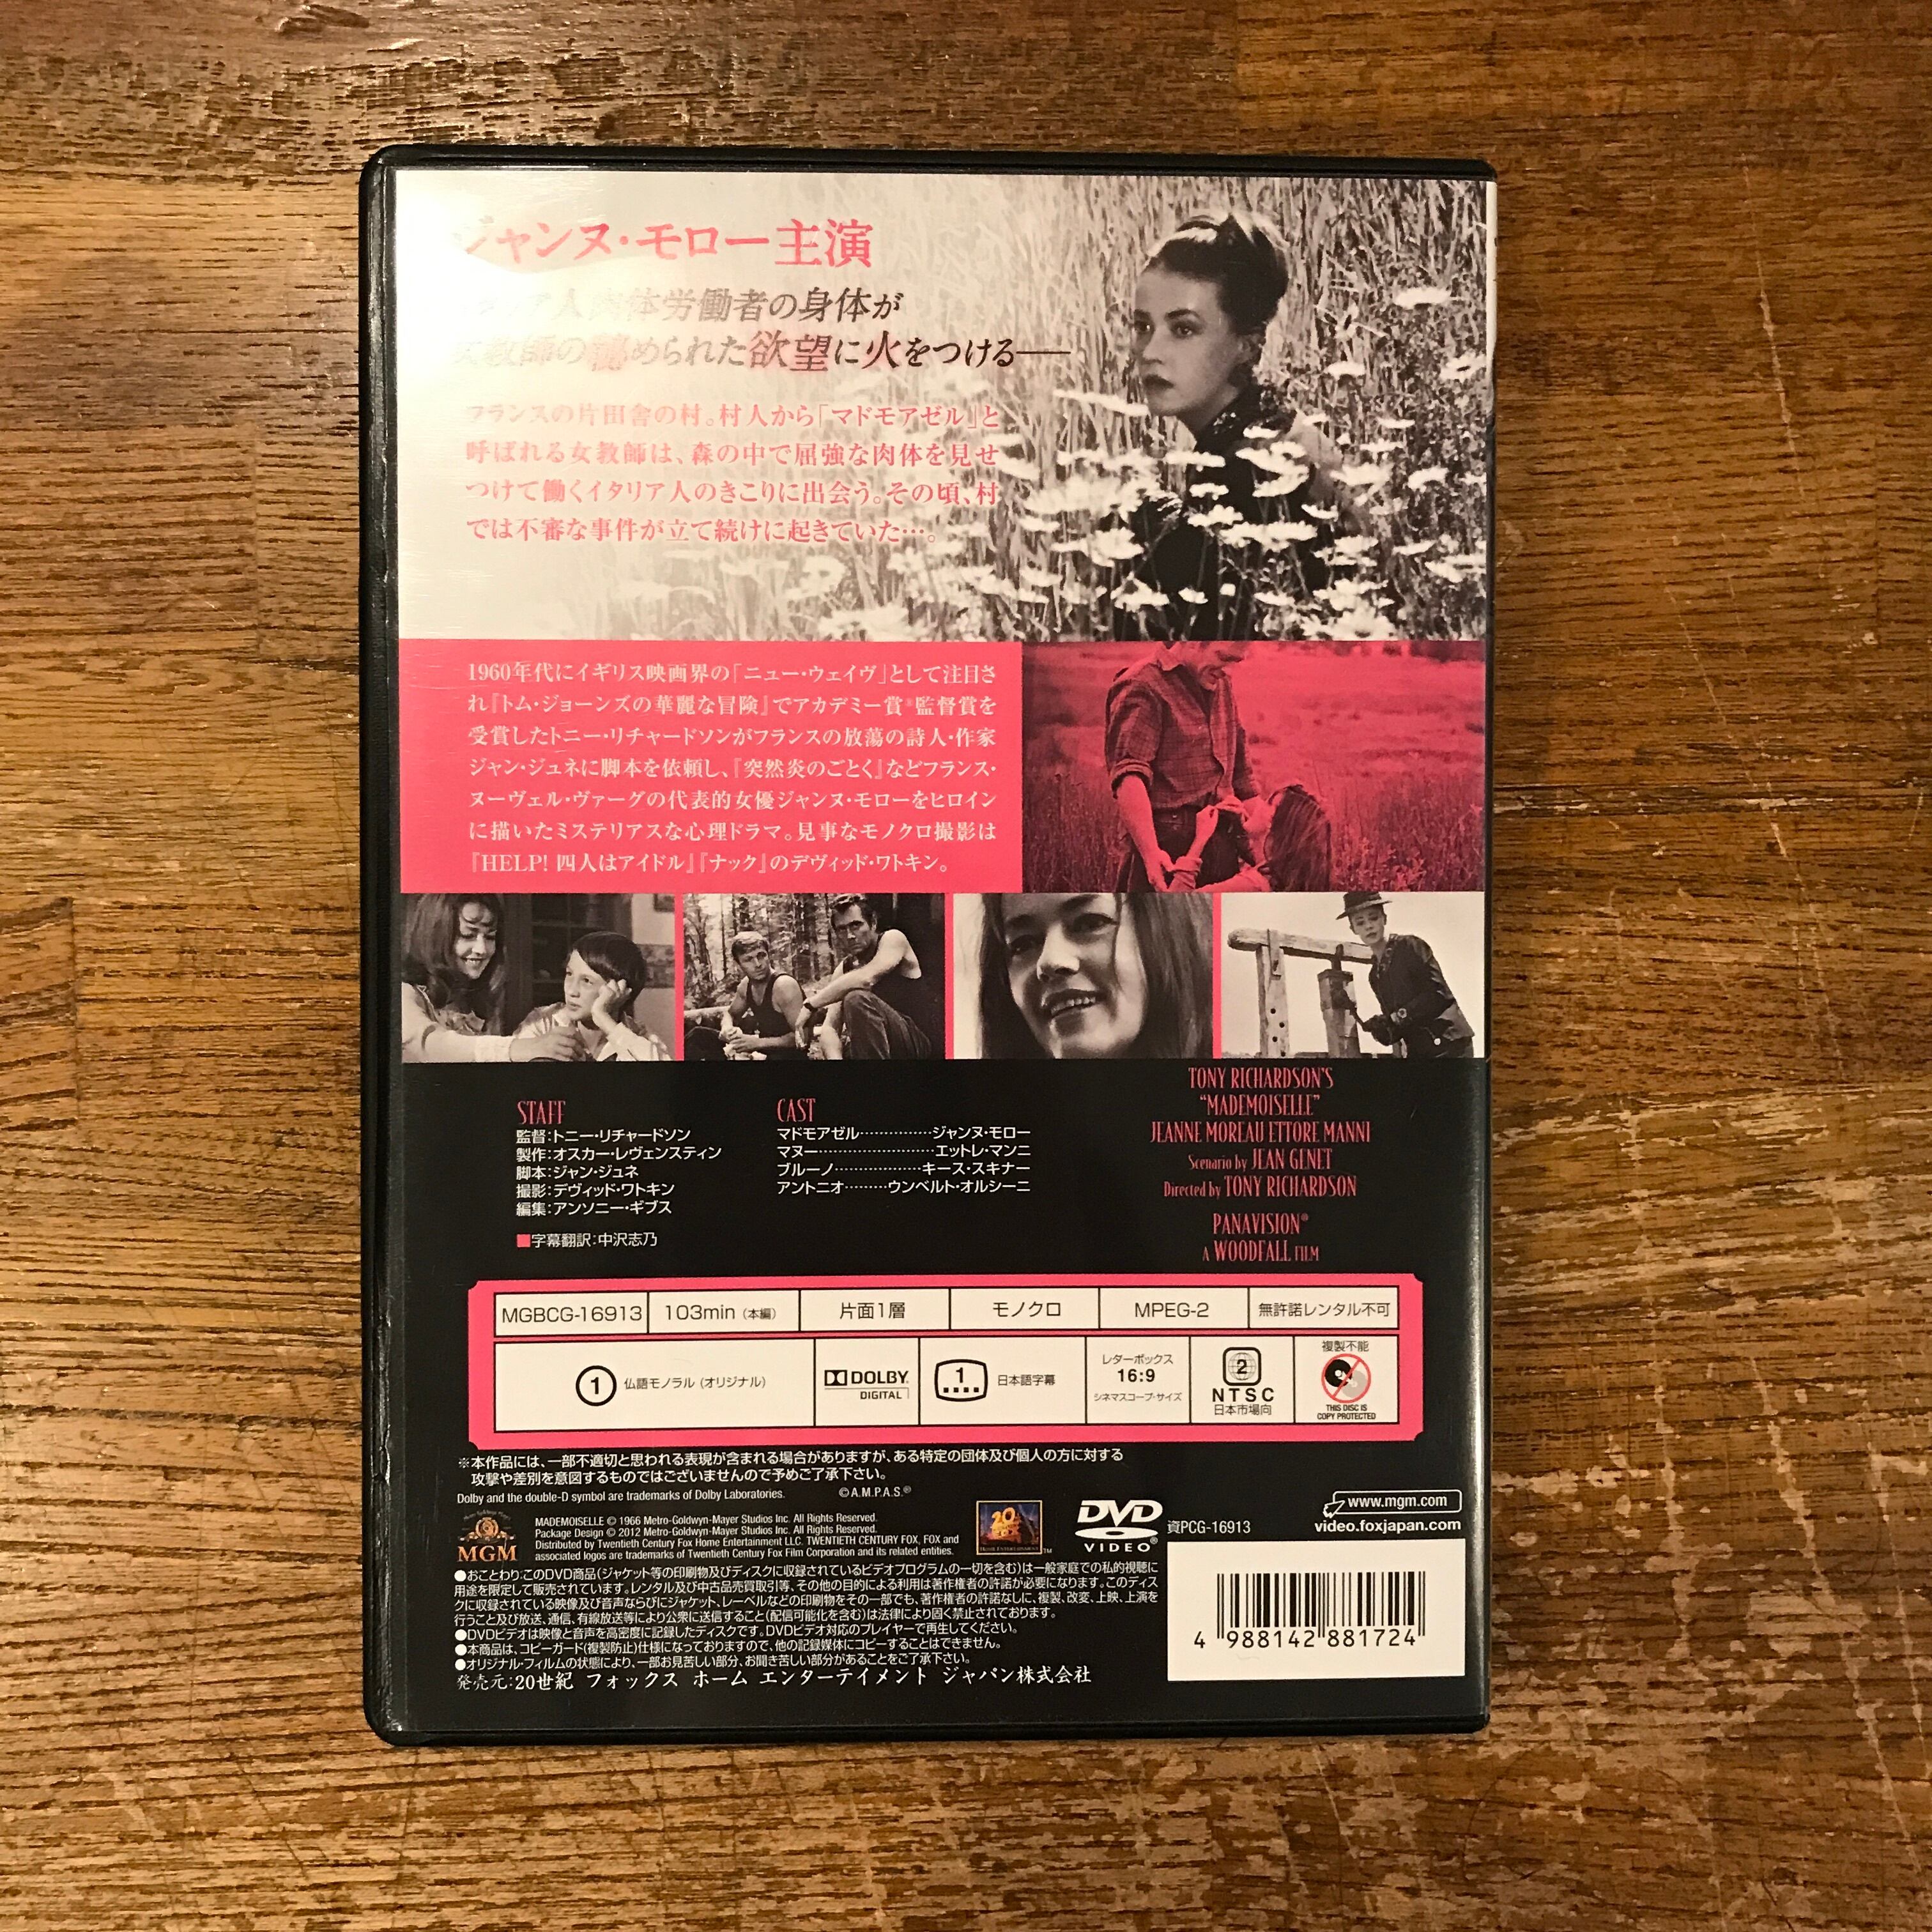 ジャンヌ・モロー主演
イタリア人肉体労働者の身体が
女教師の秘められた欲望に火をつける――
フランスの片田舎の村。村人から「マドモアゼル」と
呼ばれる女教師は、森の中で屈強な肉体を見せ
つけて働くイタリア人のきこりに出会う。その頃、村
では不審な事件が立て続けに起きていた…。
1960年代にイギリス映画界の「ニュー・ウェイヴ」として注目さ
れ『トム・ジョーンズの華麗な冒険』でアカデミー賞®監督賞を
受賞したトニー・リチャードソンがフランスの放蕩の詩人・作家
ジャン・ジュネに脚本を依頼し、『突然炎のごとく』などフランス・
ヌーヴェル・ヴァーグの代表的女優ジャンヌ・モローをヒロイン
に描いたミステリアスな心理ドラマ。見事なモノクロ撮影は
『HELP! 四人はアイドル』『ナック』のデヴィッド・ワトキン。
STAFF
監督:トニー・リチャードソン
製作:オスカー・レヴェンスティン
脚本:ジャン・ジュネ
撮影:デヴィッド・ワトキン
編集:アンソニー・ギブス
■字幕翻訳:中沢志乃
CAST
マドモアゼル……………ジャンヌ・モロー
マヌー……………………エットレ・マンニ
ブルーノ………………キース・スキナー
アントニオ………ウンベルト・オルシーニ
TONY RICHARDSON'S
"MADEMOISELLE"
JEANNE MOREAU ETTORE MANNI
Scenario by JEAN GENET
Directed by TONY RICHARDSON
PANAVISION®
A WOODFALL FILM
MGBCG-16913 103min (本編) 片面1層 モノクロ MPEG-2 無許諾レンタル不可
1 仏語モノラル (オリジナル)
DOLBY
DIGITAL
1 日本語字幕
レターボックス
16:9
シネマスコープ・サイズ
2
NTSC
日本市場向
複製不能
THIS DISC IS
COPY PROTECTED
※本作品には、一部不適切と思われる表現が含まれる場合がありますが、ある特定の団体及び個人の方に対する
攻撃や差別を意図するものではございませんので予めご了承下さい。
Dolby and the double-D symbol are trademarks of Dolby Laboratories. ©A.M.P.A.S.®
MGM
MADEMOISELLE © 1966 Metro-Goldwyn-Mayer Studios Inc. All Rights Reserved.
Package Design © 2012 Metro-Goldwyn-Mayer Studios Inc. All Rights Reserved.
Distributed by Twentieth Century Fox Home Entertainment LLC. TWENTIETH CENTURY FOX, FOX and
associated logos are trademarks of Twentieth Century Fox Film Corporation and its related entities.
20
FOX
HOME ENTERTAINMENT
TM
DVD
VIDEO®
資PCG-16913
www.mgm.com
video.foxjapan.com
●おことわり:このDVD商品(ジャケット等の印刷物及びディスクに収録されているビデオプログラムの一切を含む)は一般家庭での私的視聴に
用途を限定して販売されています。レンタル及び中古品売買取引等、その他の目的による利用は著作権者の許諾が必要になります。このディス
クに収録されている映像及び音声ならびにジャケット、レーベルなどの印刷物をその一部でも、著作権者の許諾なしに、複製、改変、上映、上演を
行うこと及び放送、通信、有線放送等により公衆に送信すること(配信可能化を含む)は法律により固く禁止されております。
●DVDビデオは映像と音声を高密度に記録したディスクです。DVDビデオ対応のプレイヤーで再生してください。
●本商品は、コピーガード(複製防止)仕様になっておりますので、他の記録媒体にコピーすることはできません。
●オリジナル・フィルムの状態により、一部お見苦しい部分、お聞き苦しい部分があることをご了承下さい。
発売元:20世紀 フォックス ホーム エンターテイメント ジャパン株式会社
4 988142 881724